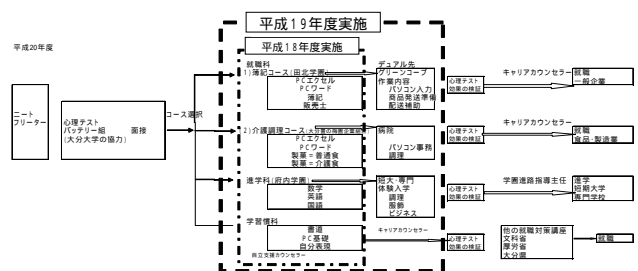 平成19年度実施
平成18年度実施
平成20年度
ニート
フリーター
心理テスト
バッテリー組　面接
(大分大学の協力)
コース選択
就職科
1)簿記コース(田北学園)
PCエクセル
PCワード
簿記
販売士
デュアル先
グリーンコープ
作業内容
パソコン入力
商品発送準備
配送補助
心理テスト
効果の検証
キャリアカウンセラー
就職
一般企業
2)介護調理コース
PCエクセル
PCワード
製菓=普通食
製菓=介護食
病院
パソコン事務
調理
心理テスト
効果の検証
キャリアカウンセラー
就職
食品・製造業
進学科(府内学園)
数学
英語
国語
短大・専門
体験入学
調理
服飾
ビジネス
心理テスト
効果の検証
学園進路指導主任
進学
短期大学
専門学校
学習慣科
書道
PC基礎
自分表現
自立支援カウンセラー
キャリアカウンセラー
心理テスト
効果の検証
他の就職対策講座
文科省
厚労省
大分県
就職